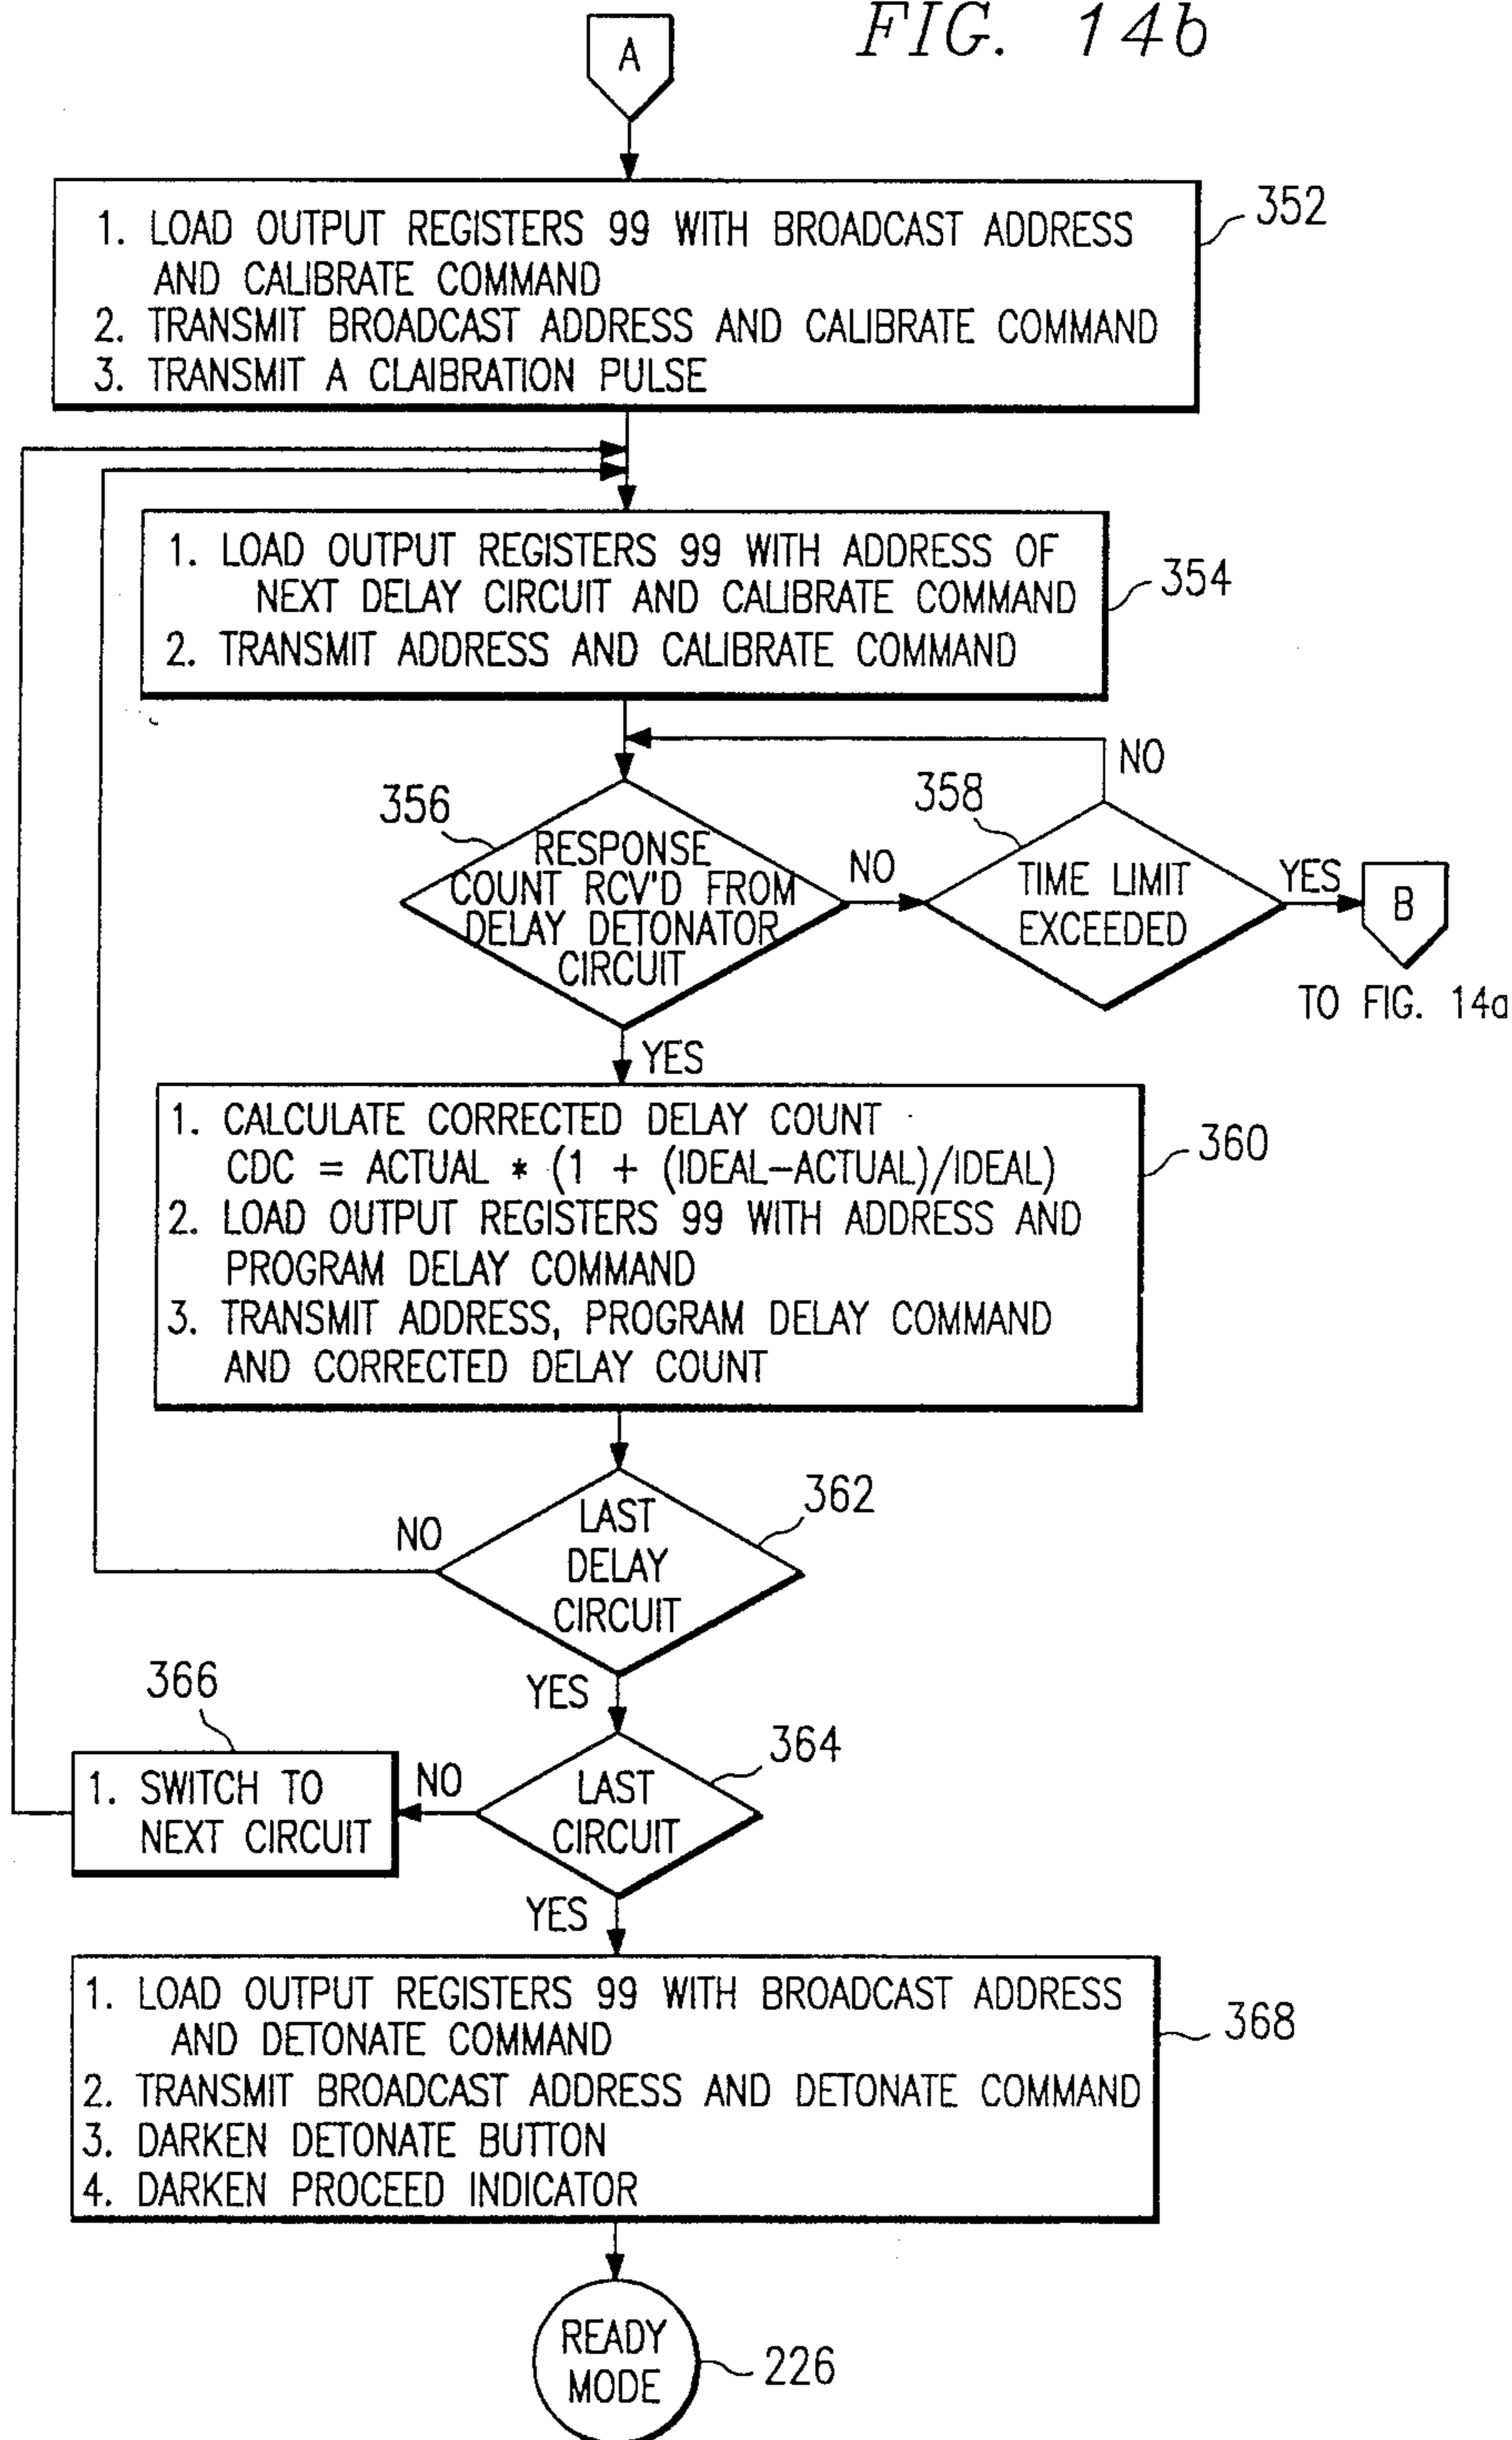 FIG. 14b
A
1. LOAD OUTPUT REGISTERS 99 WITH BROADCAST ADDRESS
AND CALIBRATE COMMAND
2. TRANSMIT BROADCAST ADDRESS AND CALIBRATE COMMAND
3. TRANSMIT A CLAIBRATION PULSE
352
1. LOAD OUTPUT REGISTERS 99 WITH ADDRESS OF
NEXT DELAY CIRCUIT AND CALIBRATE COMMAND
2. TRANSMIT ADDRESS AND CALIBRATE COMMAND
354
356
RESPONSE
COUNT RCV'D FROM
DELAY DETONATOR
CIRCUIT
NO
358
TIME LIMIT
EXCEEDED
NO
YES
B
TO FIG. 14a
YES
1. CALCULATE CORRECTED DELAY COUNT
CDC = ACTUAL * (1 + (IDEAL-ACTUAL)/IDEAL)
2. LOAD OUTPUT REGISTERS 99 WITH ADDRESS AND
PROGRAM DELAY COMMAND
3. TRANSMIT ADDRESS, PROGRAM DELAY COMMAND
AND CORRECTED DELAY COUNT
360
NO
LAST
DELAY
CIRCUIT
362
YES
366
1. SWITCH TO
NEXT CIRCUIT
NO
LAST
CIRCUIT
364
YES
1. LOAD OUTPUT REGISTERS 99 WITH BROADCAST ADDRESS
AND DETONATE COMMAND
2. TRANSMIT BROADCAST ADDRESS AND DETONATE COMMAND
3. DARKEN DETONATE BUTTON
4. DARKEN PROCEED INDICATOR
368
READY
MODE
226